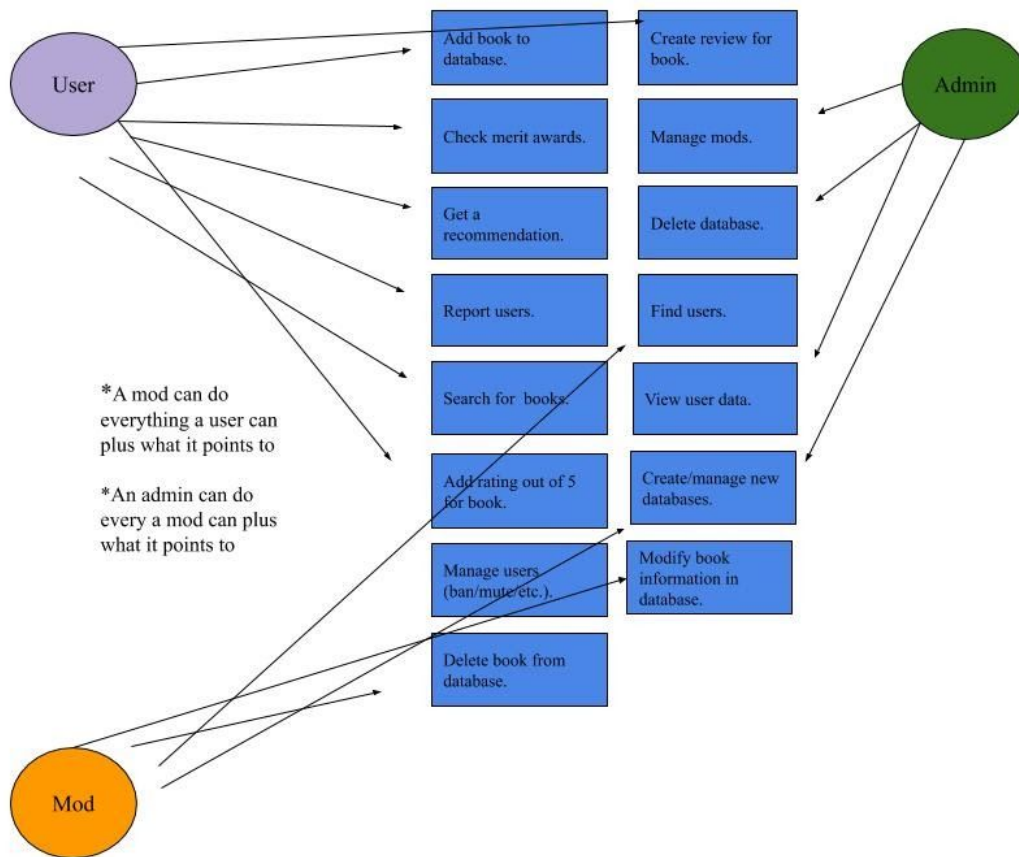 User
Add book to
database.
Create review for
book.
Admin
Check merit awards.
Manage mods.
Get a
recommendation.
Delete database.
Report users.
Find users.
*A mod can do
everything a user can
plus what it points to
Search for  books.
View user data.
*An admin can do
every a mod can plus
what it points to
Add rating out of 5
for book.
Create/manage new
databases.
Manage users
(ban/mute/etc.).
Modify book
information in
database.
Delete book from
database.
Mod